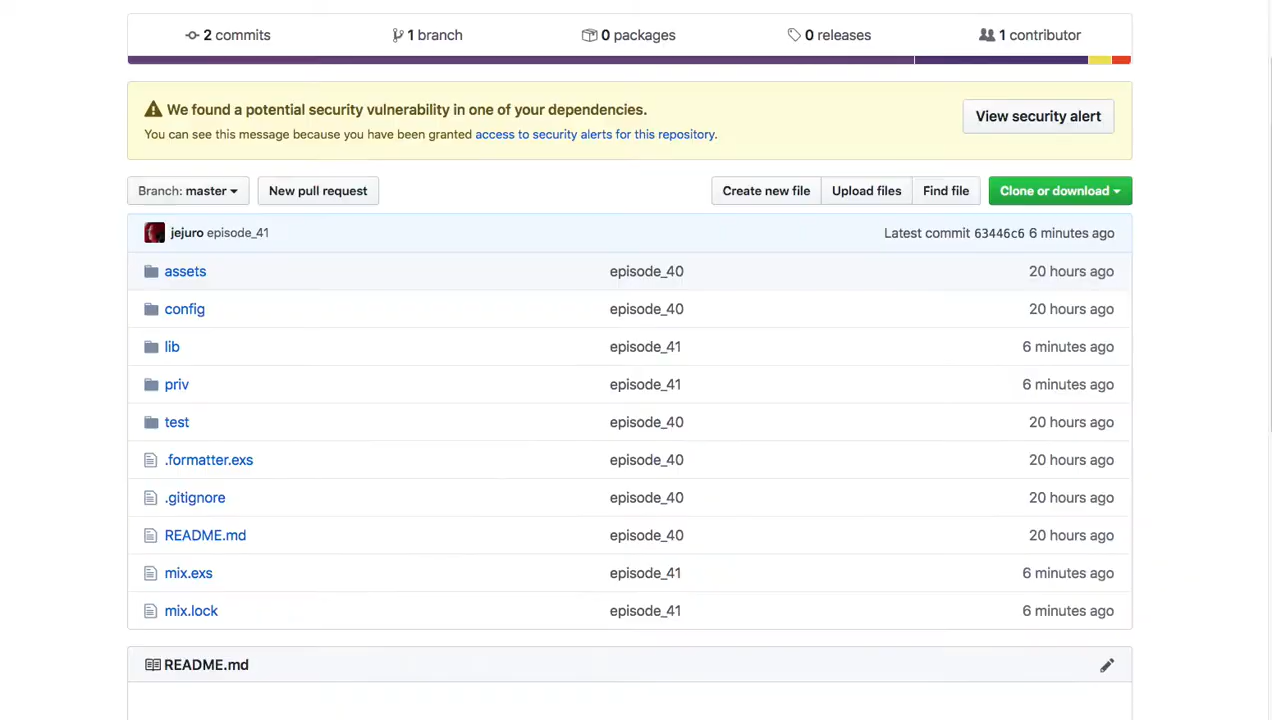 2 commits 1 branch 0 packages 0 releases 1 contributor
We found a potential security vulnerability in one of your dependencies.
You can see this message because you have been granted access to security alerts for this repository.
View security alert
Branch: master New pull request Create new file Upload files Find file Clone or download
jejuro episode_41 Latest commit 63446c6 6 minutes ago
assets episode_40 20 hours ago
config episode_40 20 hours ago
lib episode_41 6 minutes ago
priv episode_41 6 minutes ago
test episode_40 20 hours ago
.formatter.exs episode_40 20 hours ago
.gitignore episode_40 20 hours ago
README.md episode_40 20 hours ago
mix.exs episode_41 6 minutes ago
mix.lock episode_41 6 minutes ago
README.md